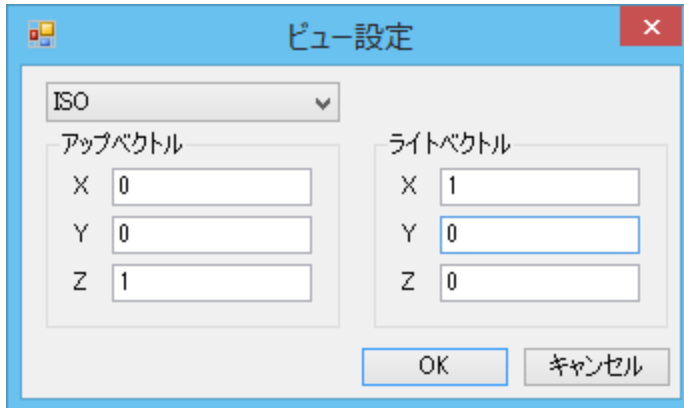 ビュー設定
ISO
アップベクトル
X 0
Y 0
Z 1
ライトベクトル
X 1
Y 0
Z 0
OK
キャンセル